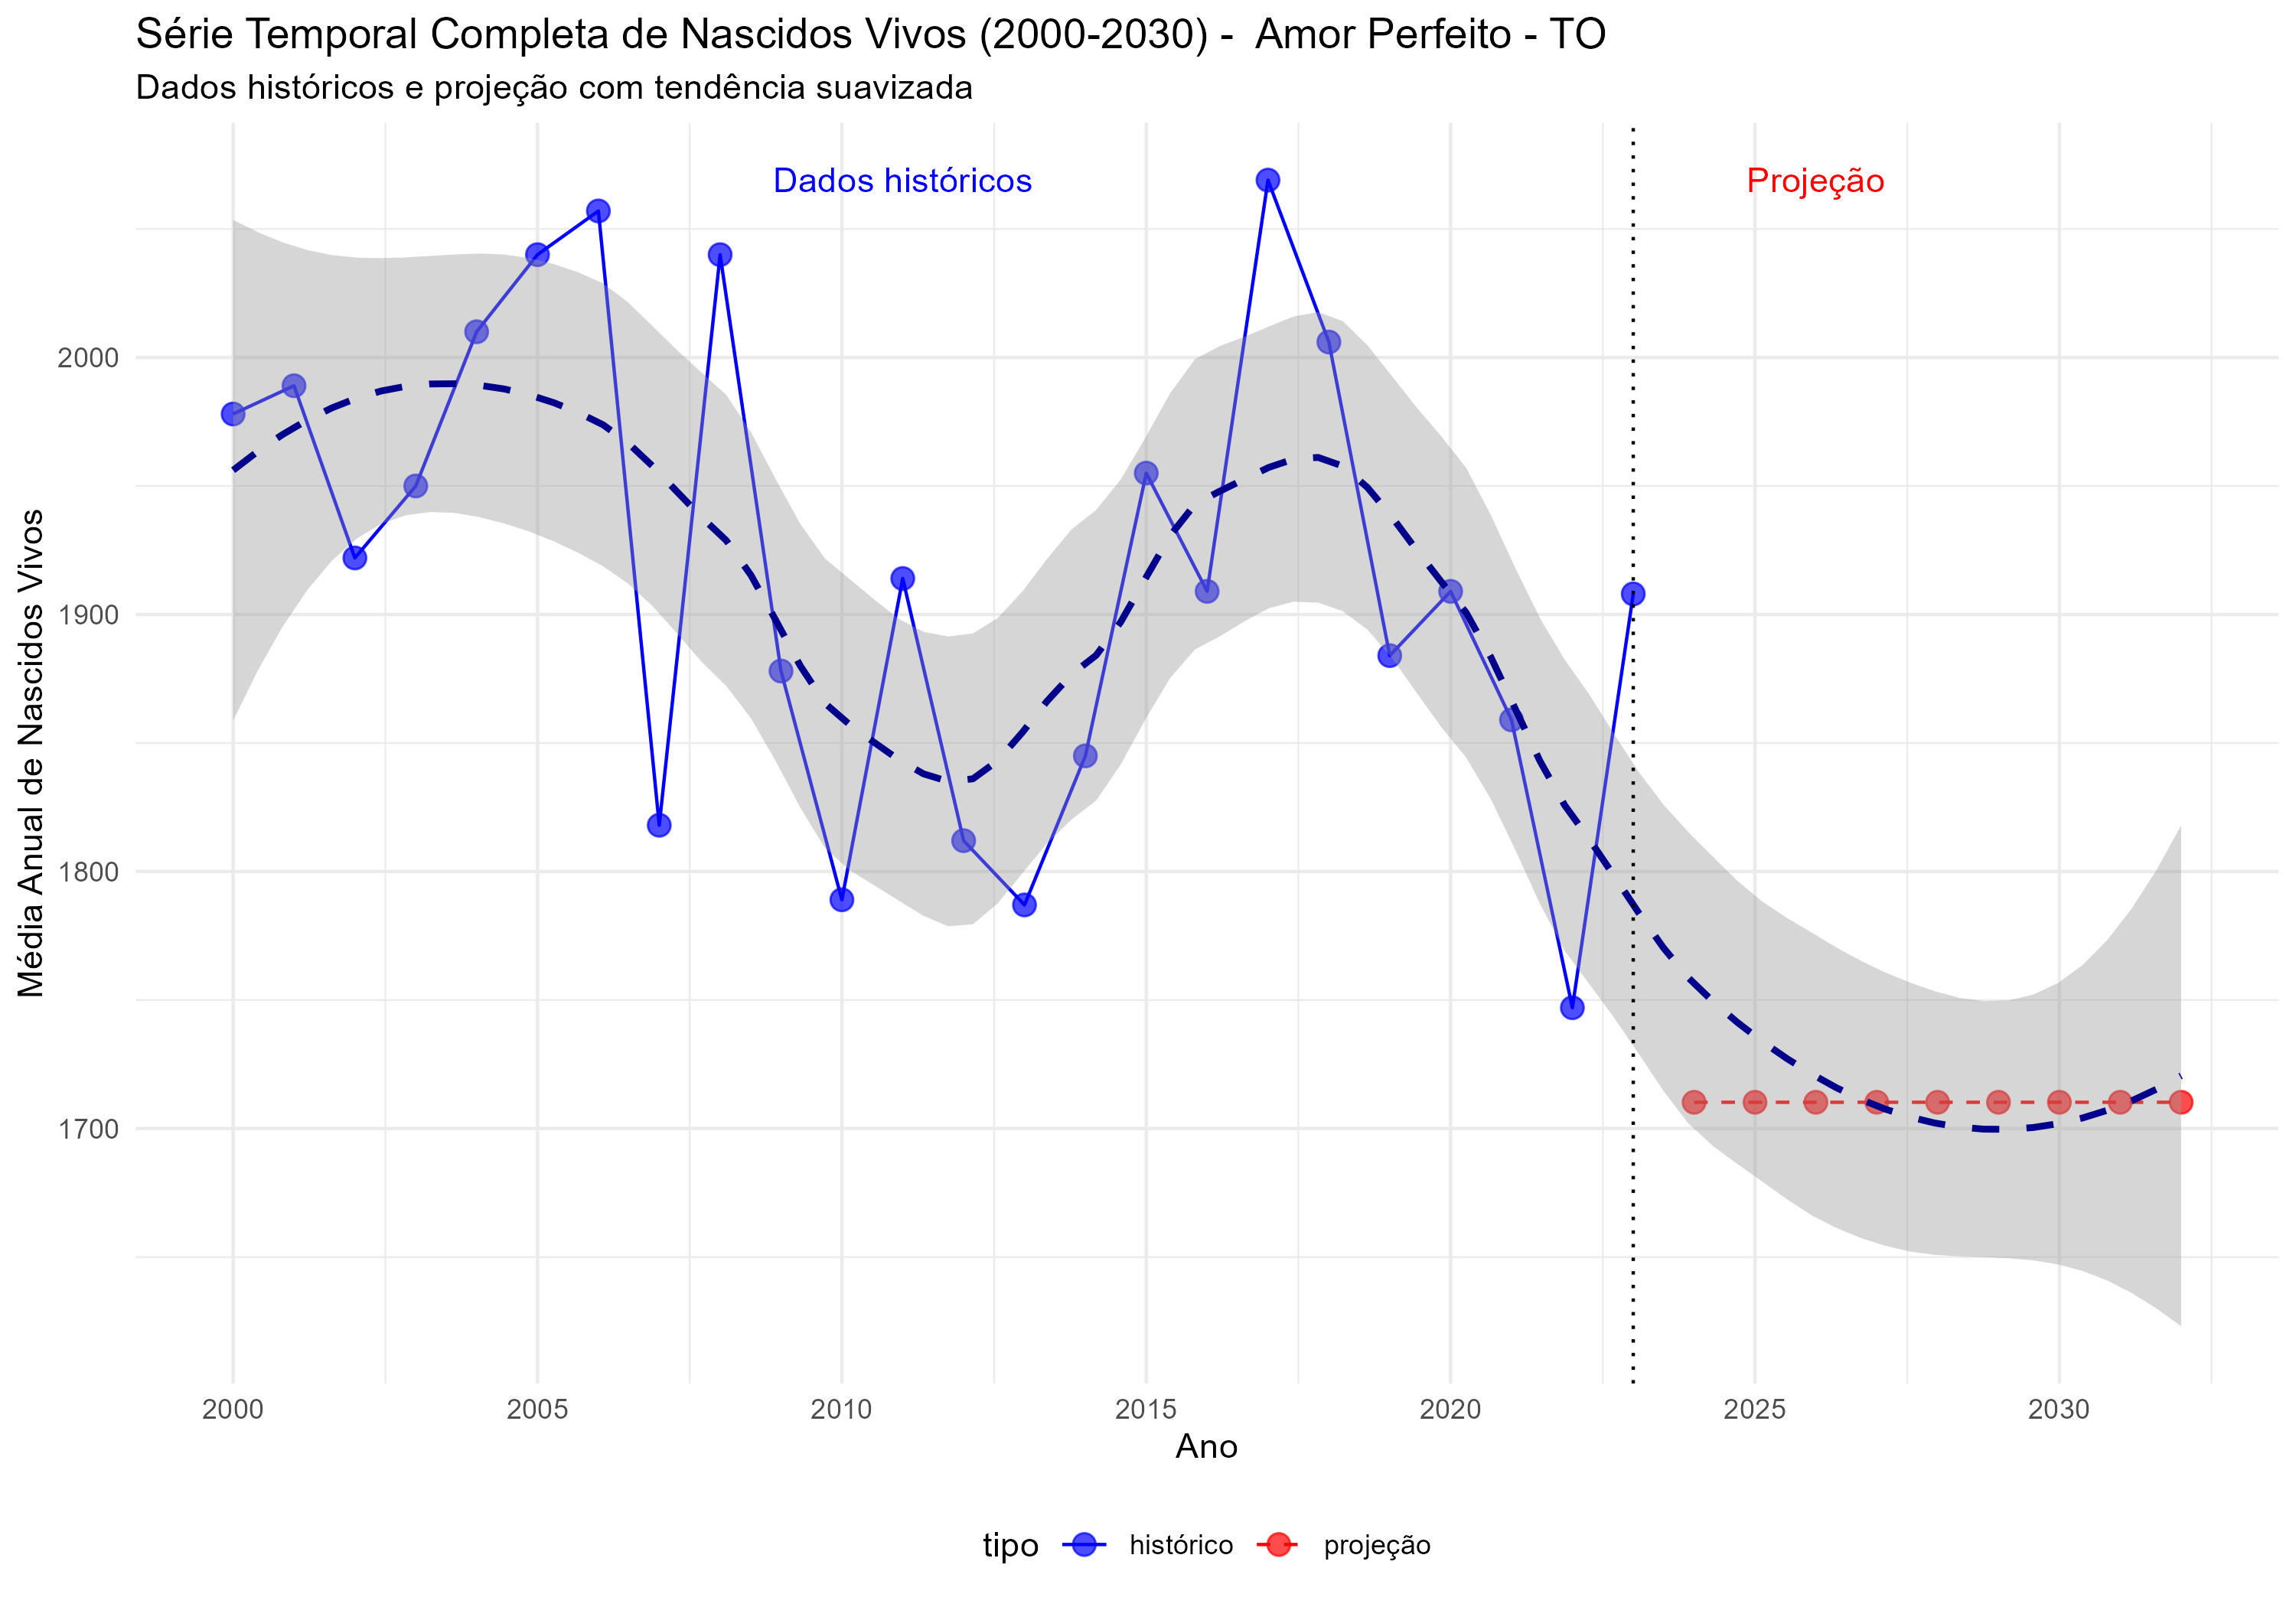 Série Temporal Completa de Nascidos Vivos (2000-2030) -  Amor Perfeito - TO
Dados históricos e projeção com tendência suavizada
Dados históricos
Projeção
Média Anual de Nascidos Vivos
2000
1900
1800
1700
2000
2005
2010
2015
2020
2025
2030
Ano
tipo
histórico
projeção